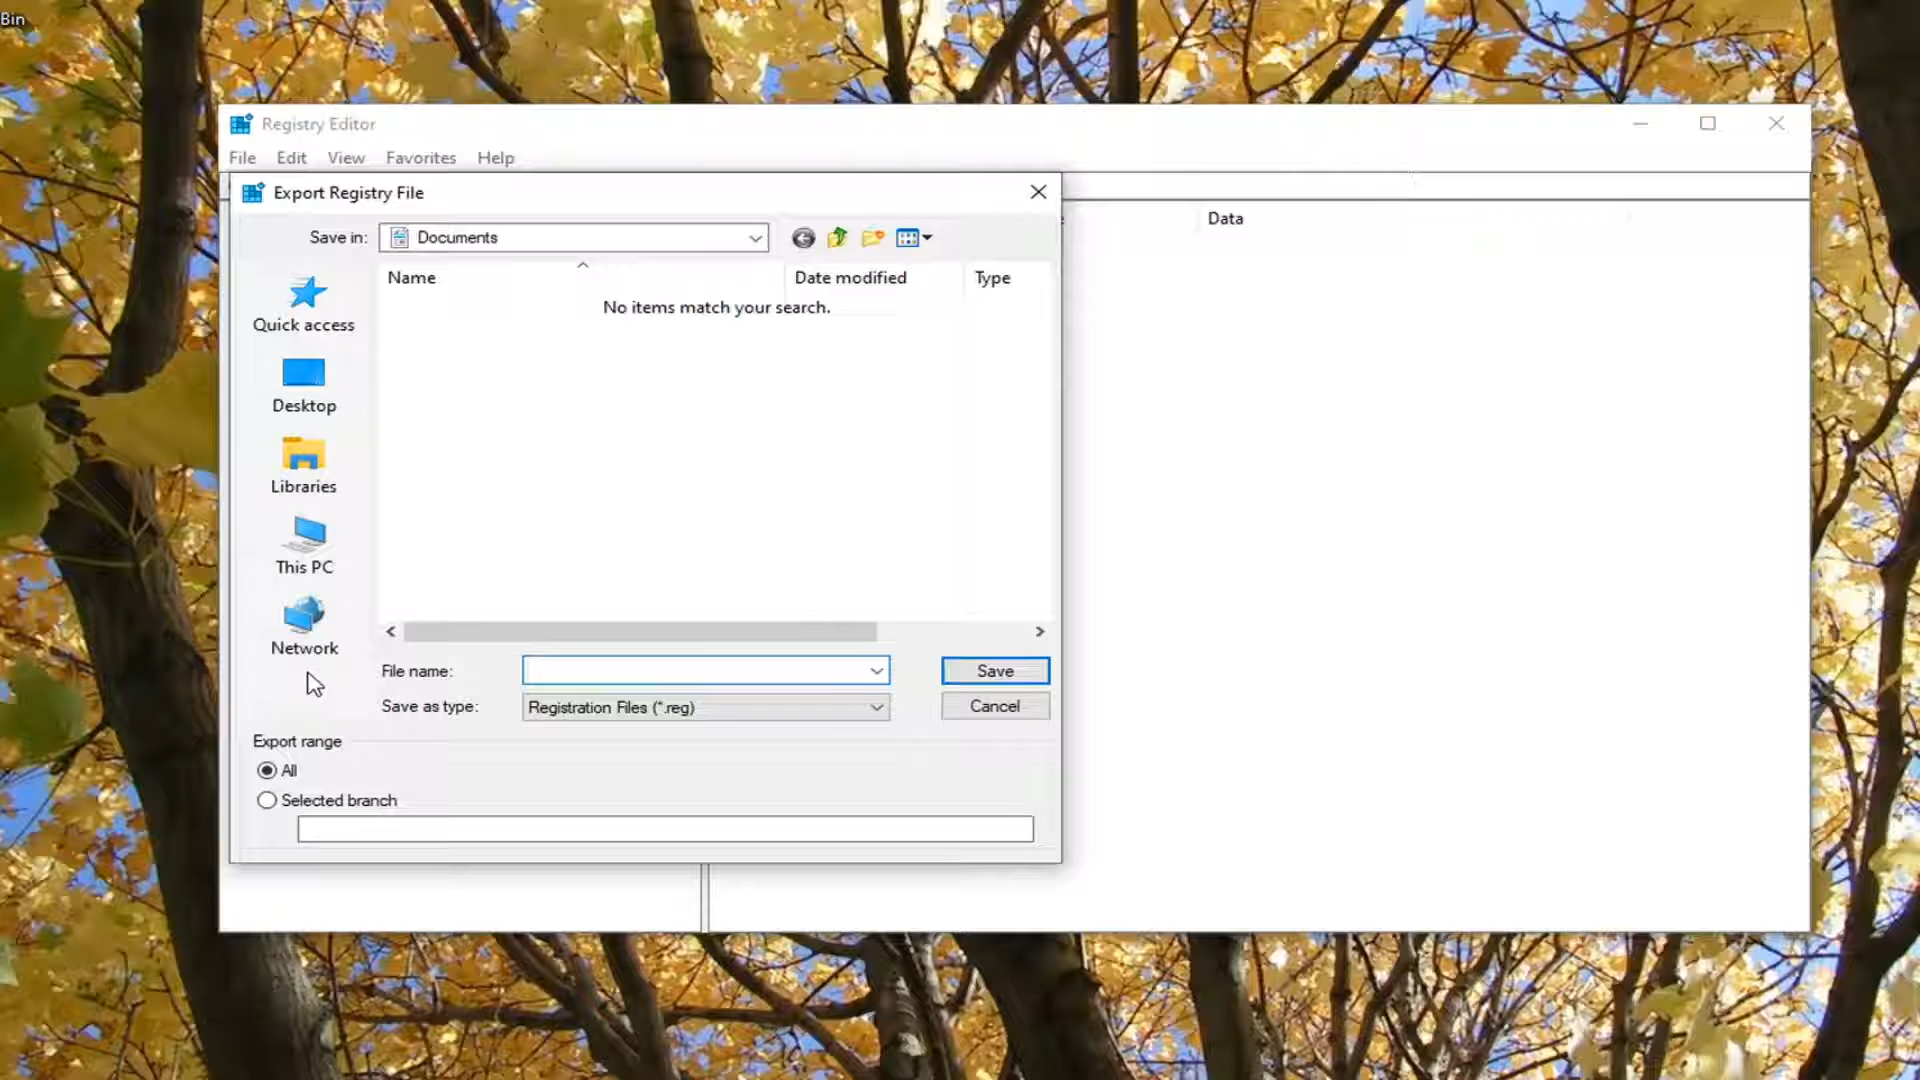 Bin
Registry Editor
File Edit View Favorites Help
Export Registry File
Data
Save in: Documents
Name Date modified Type
No items match your search.
Quick access
Desktop
Libraries
This PC
Network
File name: Save
Save as type: Registration Files (*.reg) Cancel
Export range
All
Selected branch